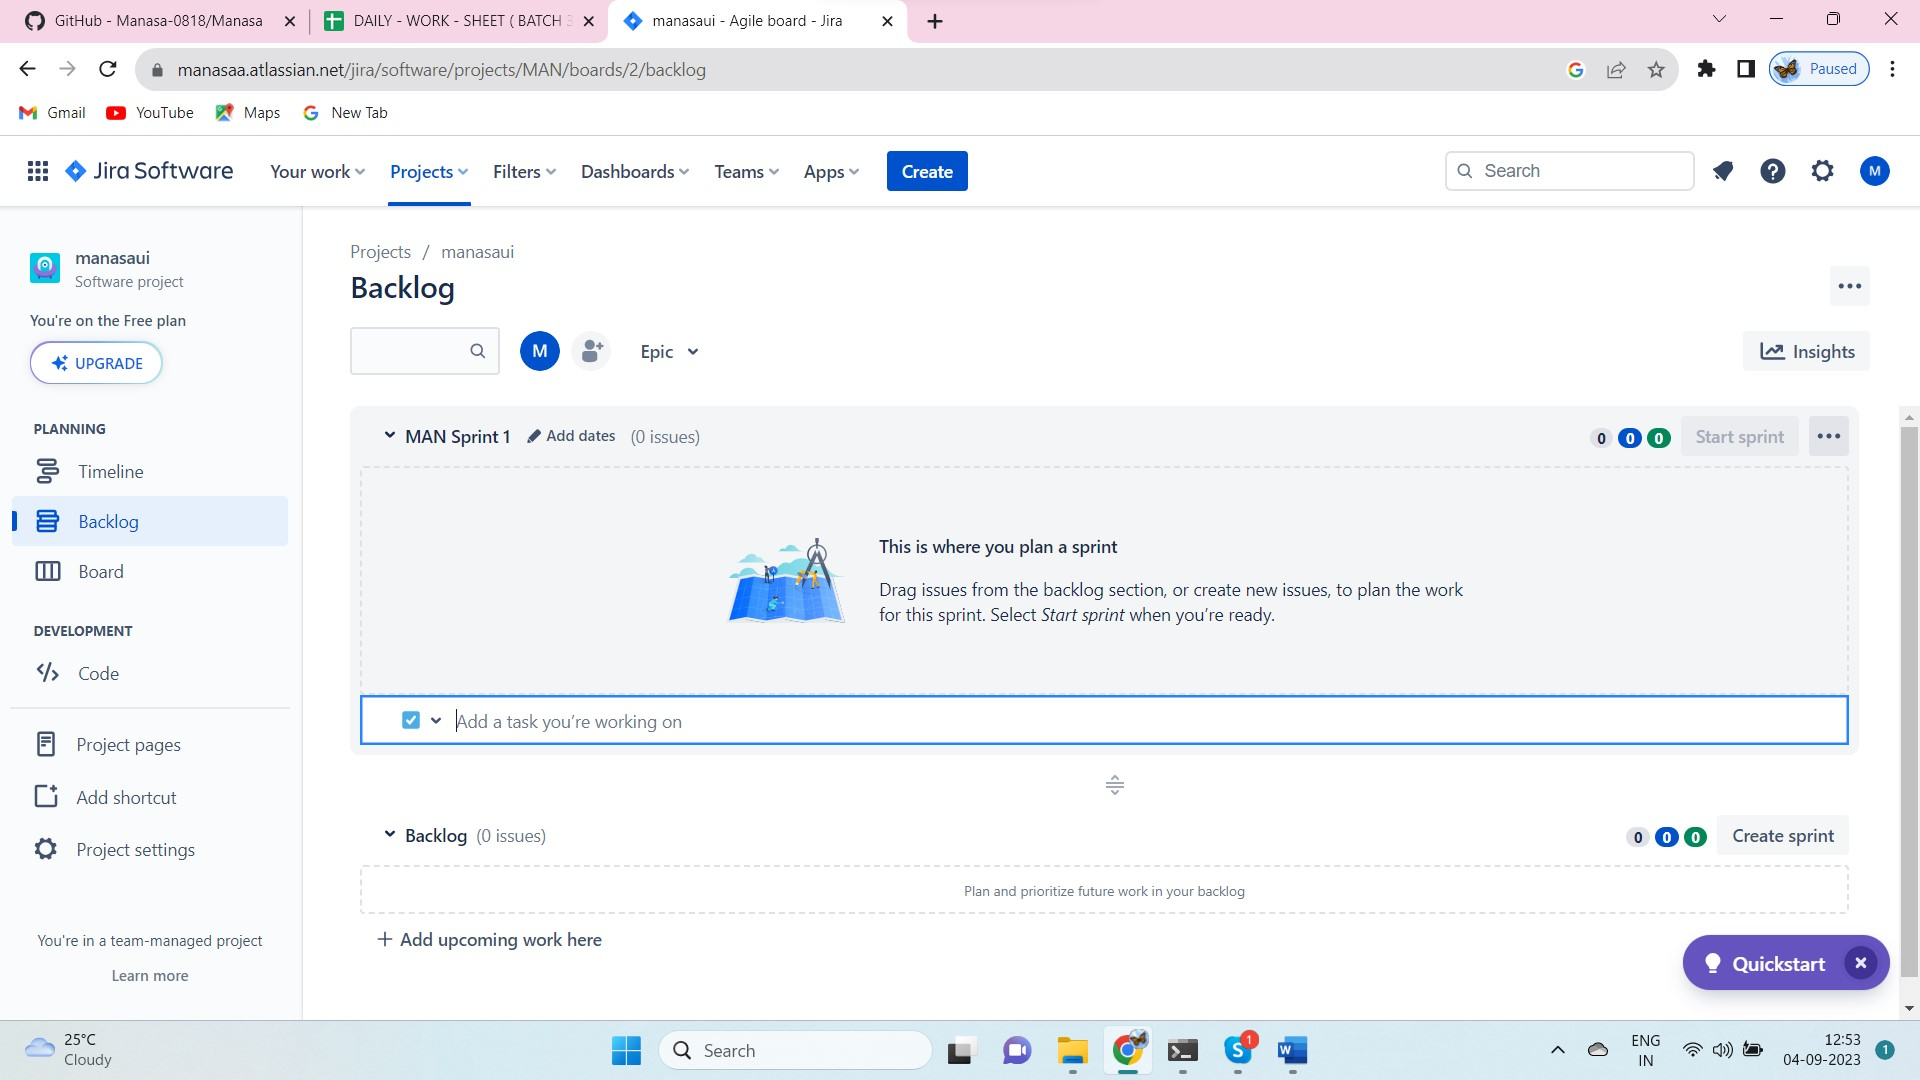 GitHub - Manasa-0818/Manasa
DAILY - WORK - SHEET ( BATCH 3
manasaui - Agile board - Jira
manasaa.atlassian.net/jira/software/projects/MAN/boards/2/backlog
Paused
Gmail
YouTube
Maps
New Tab
Jira Software
Your work
Projects
Filters
Dashboards
Teams
Apps
Create
Search
M
manasaui
Software project
You're on the Free plan
UPGRADE
PLANNING
Timeline
Backlog
Board
DEVELOPMENT
Code
Project pages
Add shortcut
Project settings
You're in a team-managed project
Learn more
Projects / manasaui
Backlog
M
Epic
Insights
MAN Sprint 1
Add dates
(0 issues)
0 0 0
Start sprint
This is where you plan a sprint
Drag issues from the backlog section, or create new issues, to plan the work
for this sprint. Select Start sprint when you're ready.
Add a task you're working on
Backlog (0 issues)
0 0 0
Create sprint
Plan and prioritize future work in your backlog
+ Add upcoming work here
Quickstart
25°C
Cloudy
Search
1
ENG
IN
12:53
04-09-2023
1